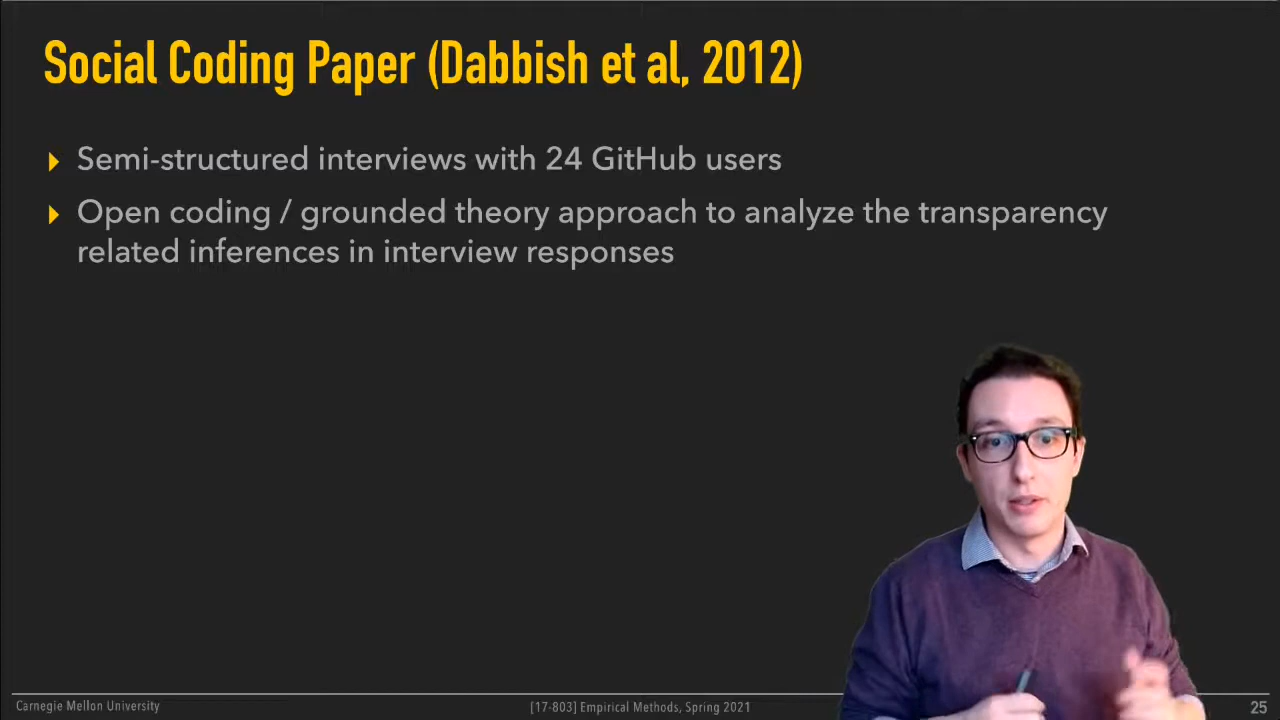 Social Coding Paper (Dabbish et al, 2012)
Semi-structured interviews with 24 GitHub users
Open coding / grounded theory approach to analyze the transparency
related inferences in interview responses
Carnegie Mellon University
[17-803] Empirical Methods, Spring 2021
25